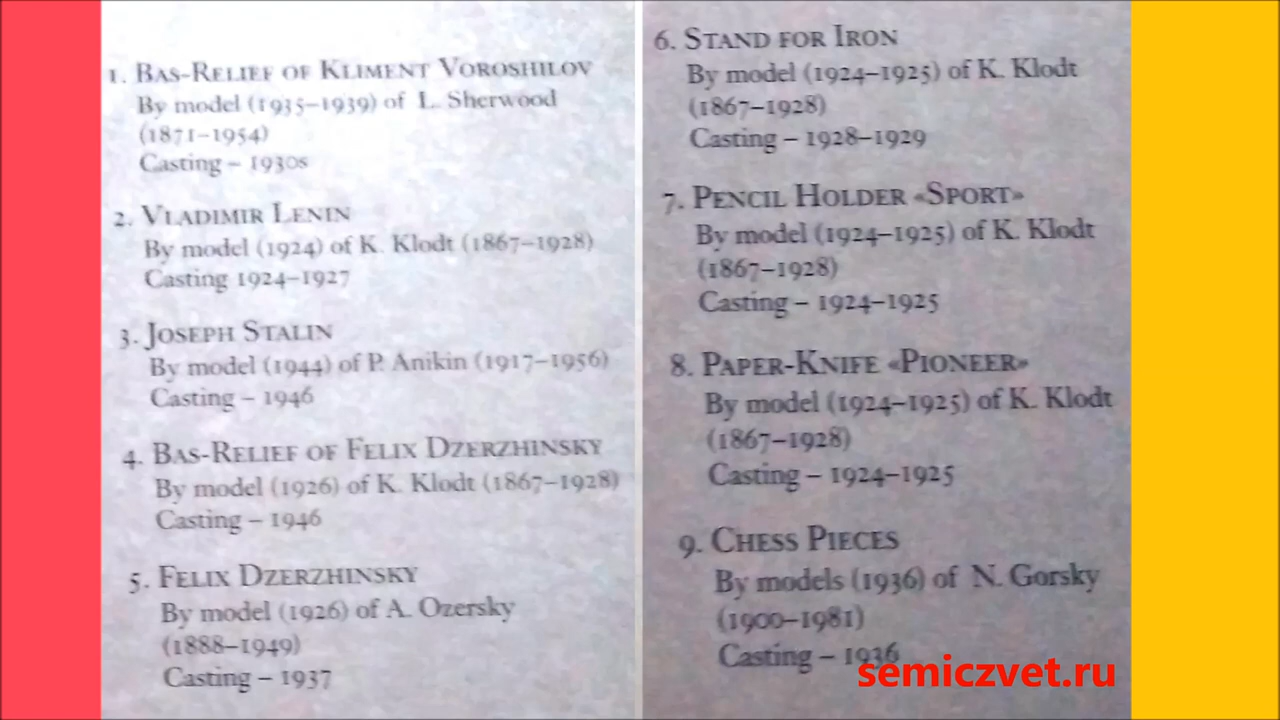 1. Bas-Relief of Kliment Voroshilov
By model (1935–1939) of L. Sherwood
(1871–1954)
Casting – 1930s
2. Vladimir Lenin
By model (1924) of K. Klodt (1867–1928)
Casting 1924–1927
3. Joseph Stalin
By model (1944) of P. Anikin (1917–1956)
Casting – 1946
4. Bas-Relief of Felix Dzerzhinsky
By model (1926) of K. Klodt (1867–1928)
Casting – 1946
5. Felix Dzerzhinsky
By model (1926) of A. Ozersky
(1888–1949)
Casting – 1937
6. Stand for Iron
By model (1924–1925) of K. Klodt
(1867–1928)
Casting – 1928–1929
7. Pencil Holder «Sport»
By model (1924–1925) of K. Klodt
(1867–1928)
Casting – 1924–1925
8. Paper-Knife «Pioneer»
By model (1924–1925) of K. Klodt
(1867–1928)
Casting – 1924–1925
9. Chess Pieces
By models (1936) of N. Gorsky
(1900–1981)
Casting – 1936
semiczvet.ru